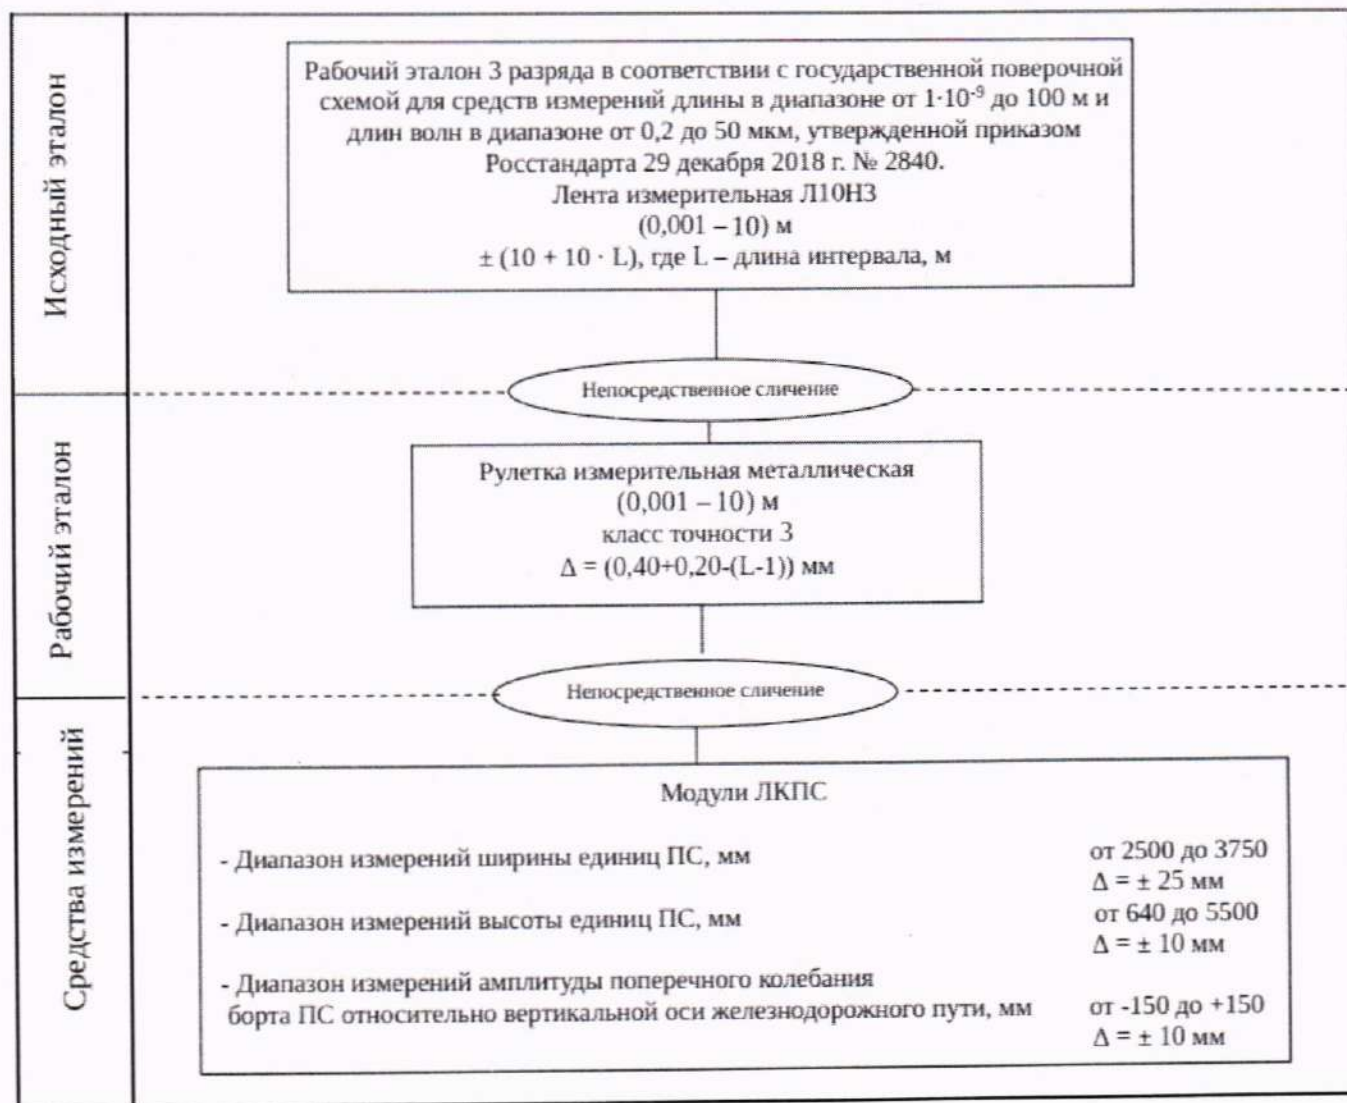 Исходный эталон
Рабочий эталон 3 разряда в соответствии с государственной поверочной
схемой для средств измерений длины в диапазоне от 1·10⁻⁹ до 100 м и
длин волн в диапазоне от 0,2 до 50 мкм, утвержденной приказом
Росстандарта 29 декабря 2018 г. № 2840.
Лента измерительная Л10Н3
(0,001 – 10) м
± (10 + 10 · L), где L – длина интервала, м
Непосредственное сличение
Рабочий эталон
Рулетка измерительная металлическая
(0,001 – 10) м
класс точности 3
Δ = (0,40+0,20-(L-1)) мм
Непосредственное сличение
Средства измерений
Модули ЛКПС
- Диапазон измерений ширины единиц ПС, мм от 2500 до 3750
Δ = ± 25 мм
- Диапазон измерений высоты единиц ПС, мм от 640 до 5500
Δ = ± 10 мм
- Диапазон измерений амплитуды поперечного колебания
борта ПС относительно вертикальной оси железнодорожного пути, мм от -150 до +150
Δ = ± 10 мм